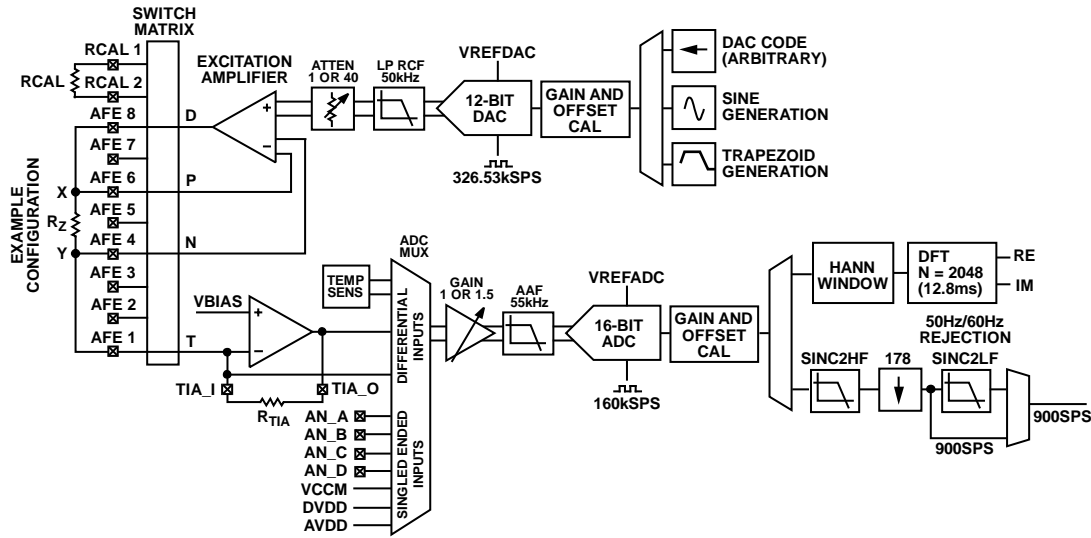 SWITCH
MATRIX
RCAL 1
RCAL
RCAL 2
AFE 8
AFE 7
AFE 6
X
AFE 5
RZ
AFE 4
Y
AFE 3
AFE 2
AFE 1
EXAMPLE
CONFIGURATION
D
P
N
T
EXCITATION
AMPLIFIER
+
–
–
ATTEN
1 OR 40
LP RCF
50kHz
VREFDAC
12-BIT
DAC
326.53kSPS
GAIN AND
OFFSET
CAL
DAC CODE
(ARBITRARY)
SINE
GENERATION
TRAPEZOID
GENERATION
VBIAS
+
–
TIA_I
TIA_O
RTIA
TEMP
SENS
ADC
MUX
DIFFERENTIAL
INPUTS
SINGLED ENDED
INPUTS
AN_A
AN_B
AN_C
AN_D
VCCM
DVDD
AVDD
GAIN
1 OR 1.5
AAF
55kHz
VREFADC
16-BIT
ADC
160kSPS
GAIN AND
OFFSET
CAL
HANN
WINDOW
DFT
N = 2048
(12.8ms)
RE
IM
50Hz/60Hz
REJECTION
SINC2HF
178
SINC2LF
900SPS
900SPS